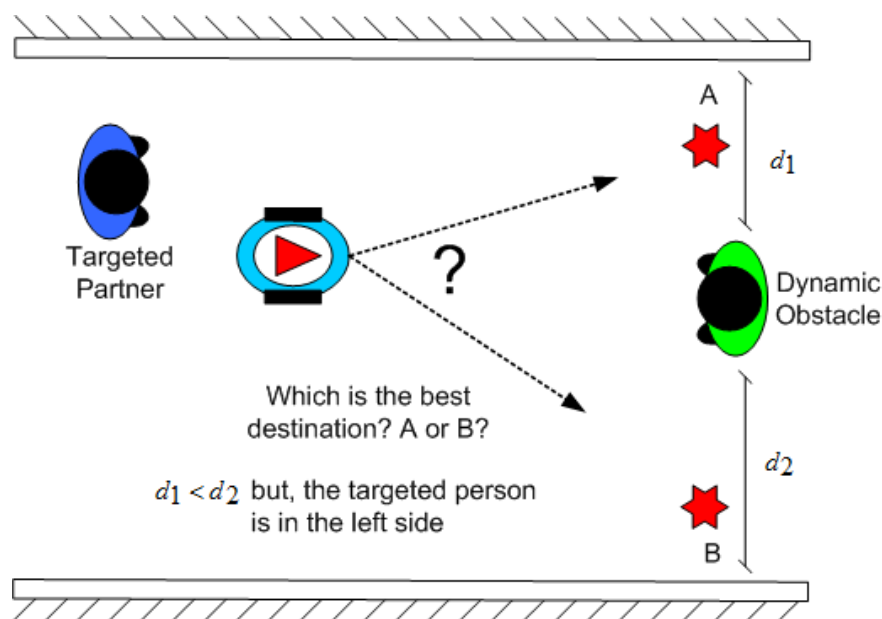 A
d1
Targeted
Partner
?
Dynamic
Obstacle
Which is the best
destination? A or B?
d1 < d2 but, the targeted person
is in the left side
d2
B